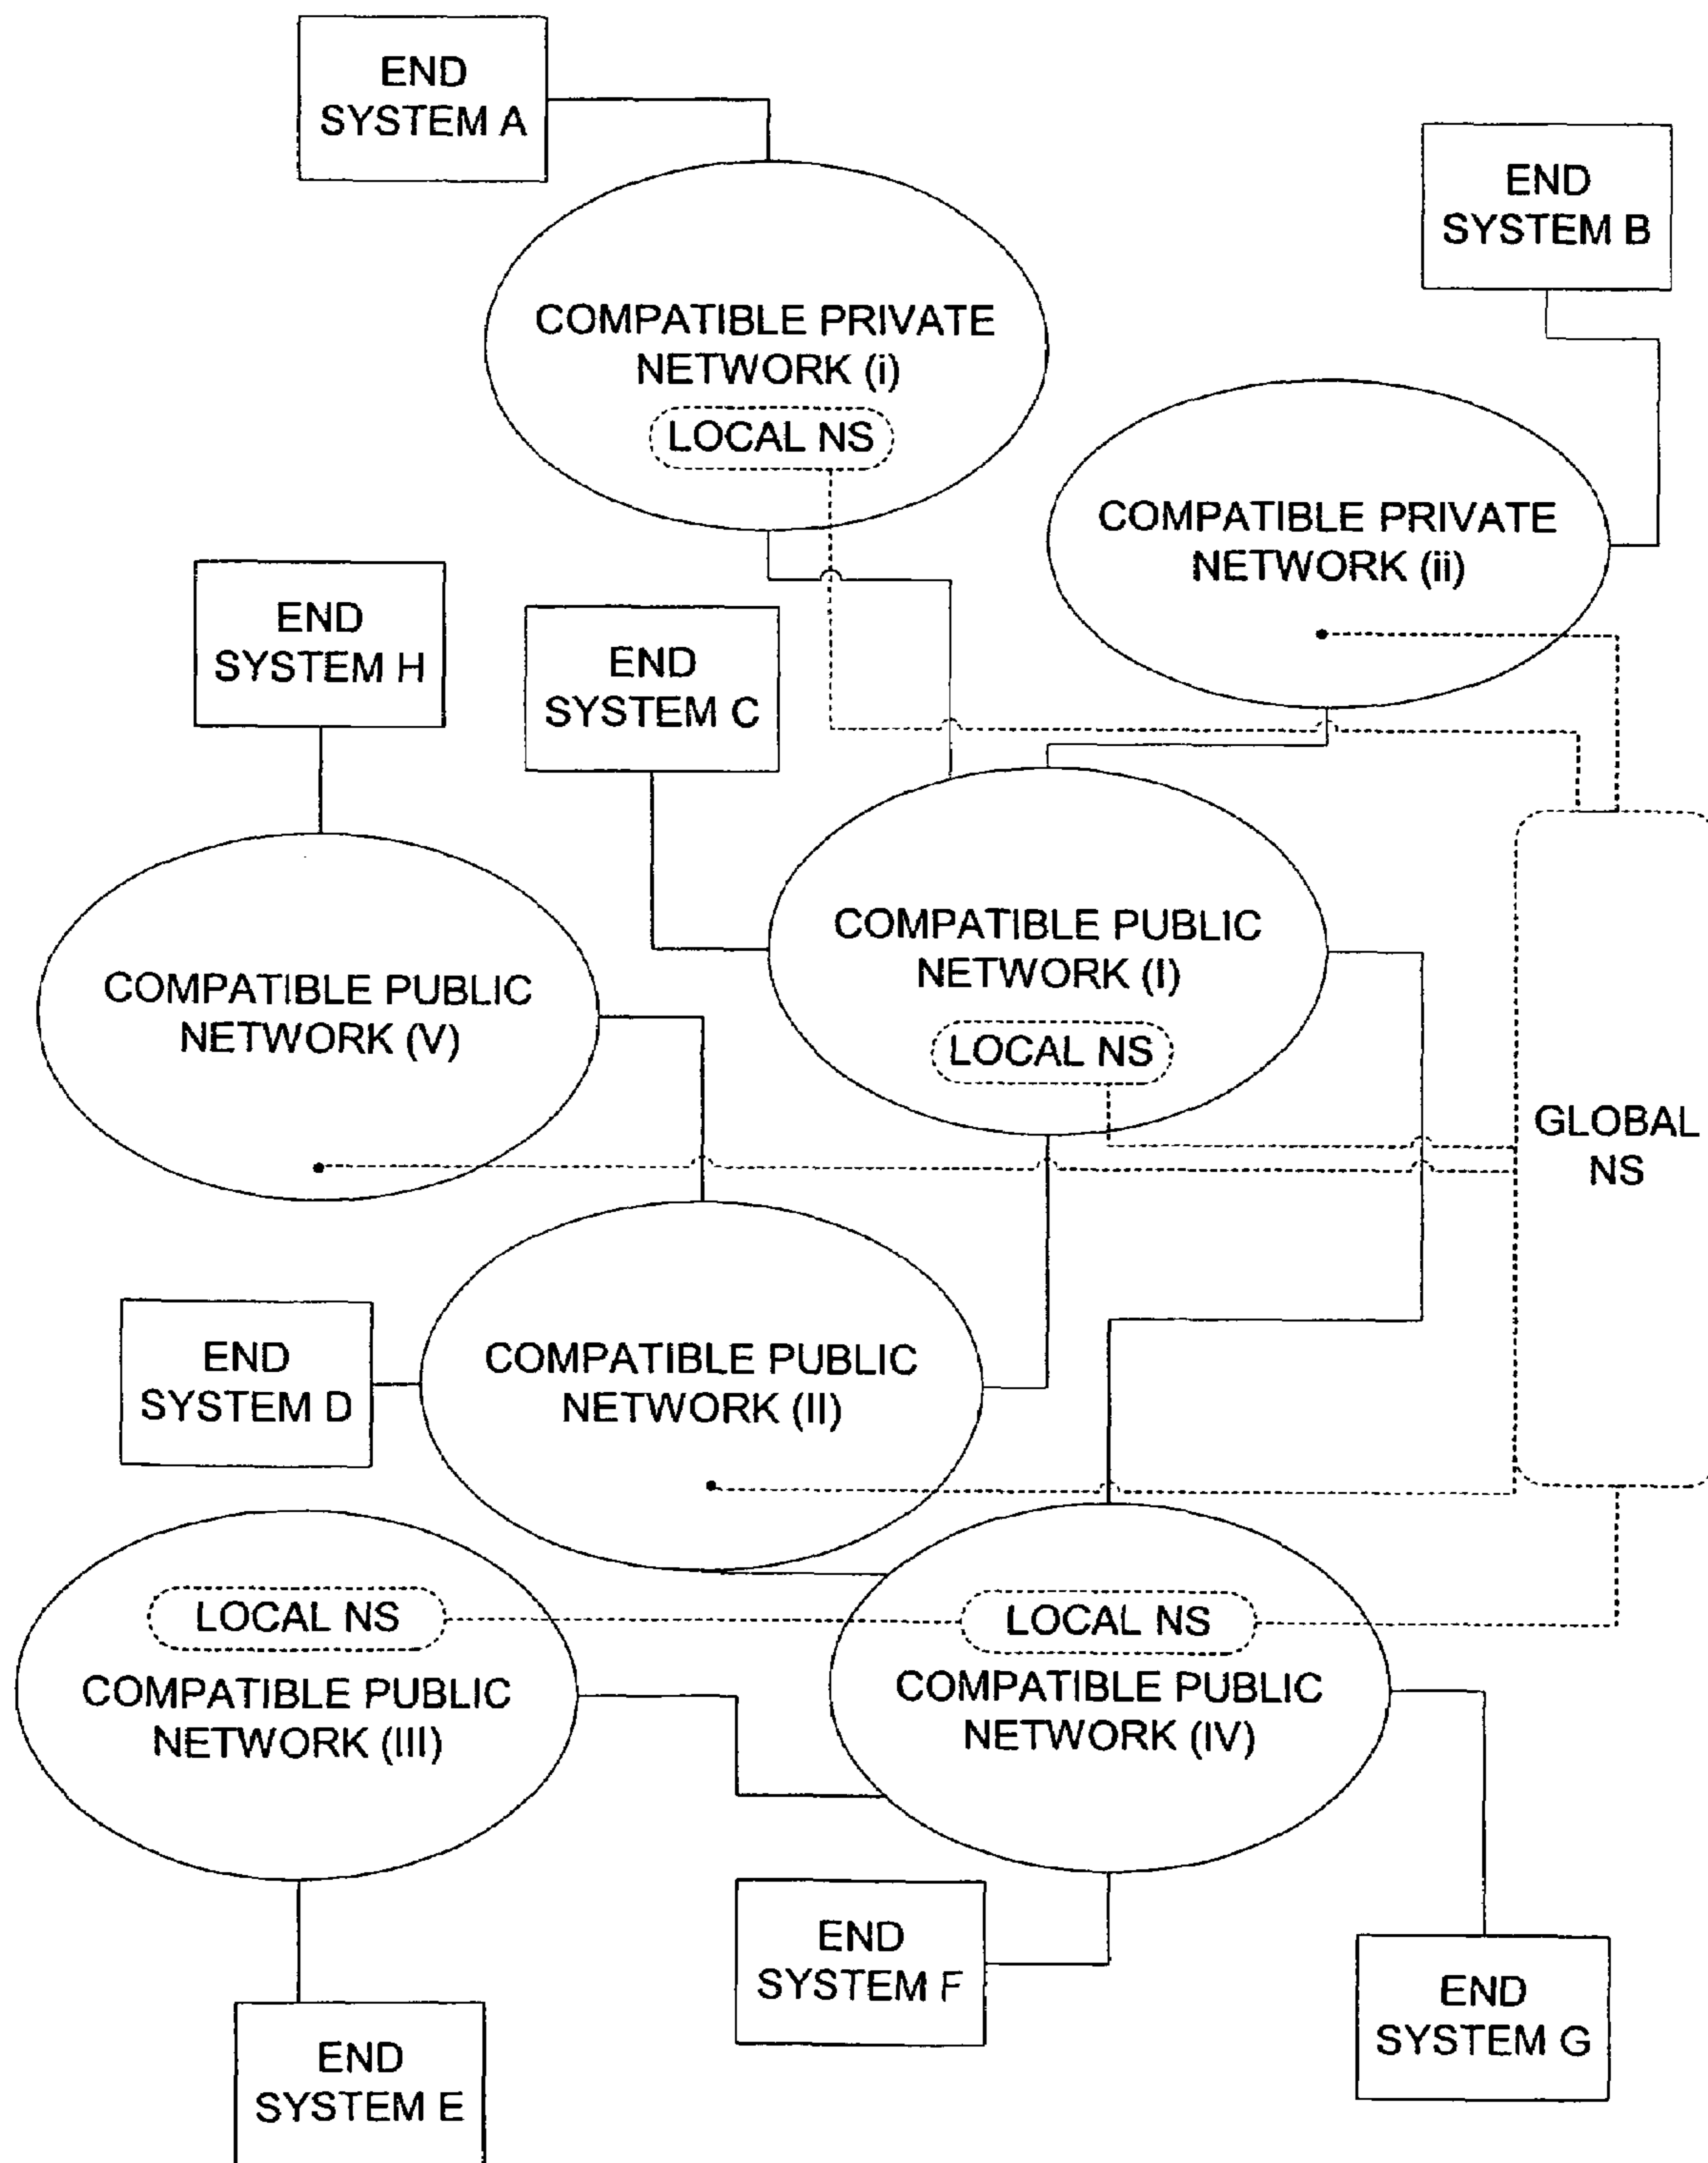 END
SYSTEM A
END
SYSTEM B
COMPATIBLE PRIVATE
NETWORK (i)
LOCAL NS
COMPATIBLE PRIVATE
NETWORK (ii)
END
SYSTEM H
END
SYSTEM C
COMPATIBLE PUBLIC
NETWORK (I)
LOCAL NS
COMPATIBLE PUBLIC
NETWORK (V)
GLOBAL
NS
END
SYSTEM D
COMPATIBLE PUBLIC
NETWORK (II)
LOCAL NS
COMPATIBLE PUBLIC
NETWORK (III)
LOCAL NS
COMPATIBLE PUBLIC
NETWORK (IV)
END
SYSTEM F
END
SYSTEM G
END
SYSTEM E